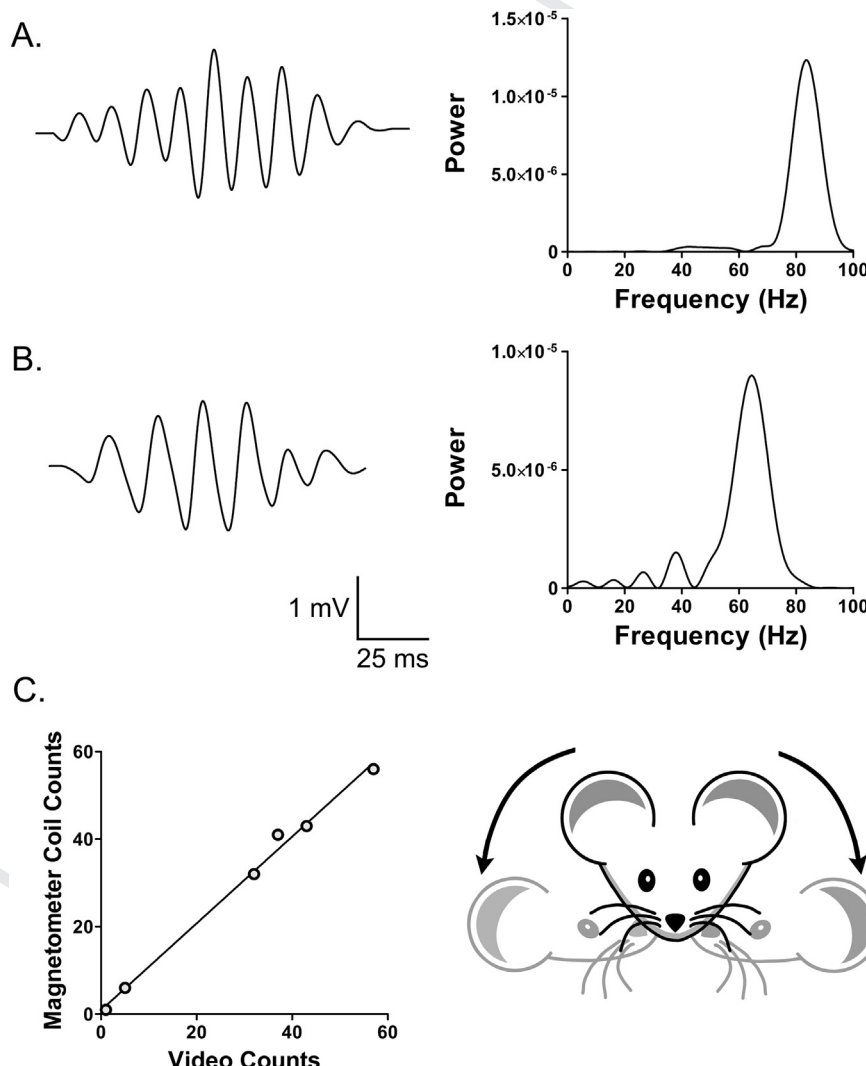 A.
1.5×10⁻⁵
1.0×10⁻⁵
5.0×10⁻⁶
0
Power
0 20 40 60 80 100
Frequency (Hz)
B.
1.0×10⁻⁵
5.0×10⁻⁶
0
Power
0 20 40 60 80 100
Frequency (Hz)
1 mV
25 ms
C.
Magnetometer Coil Counts
60
40
20
0
0 20 40 60
Video Counts